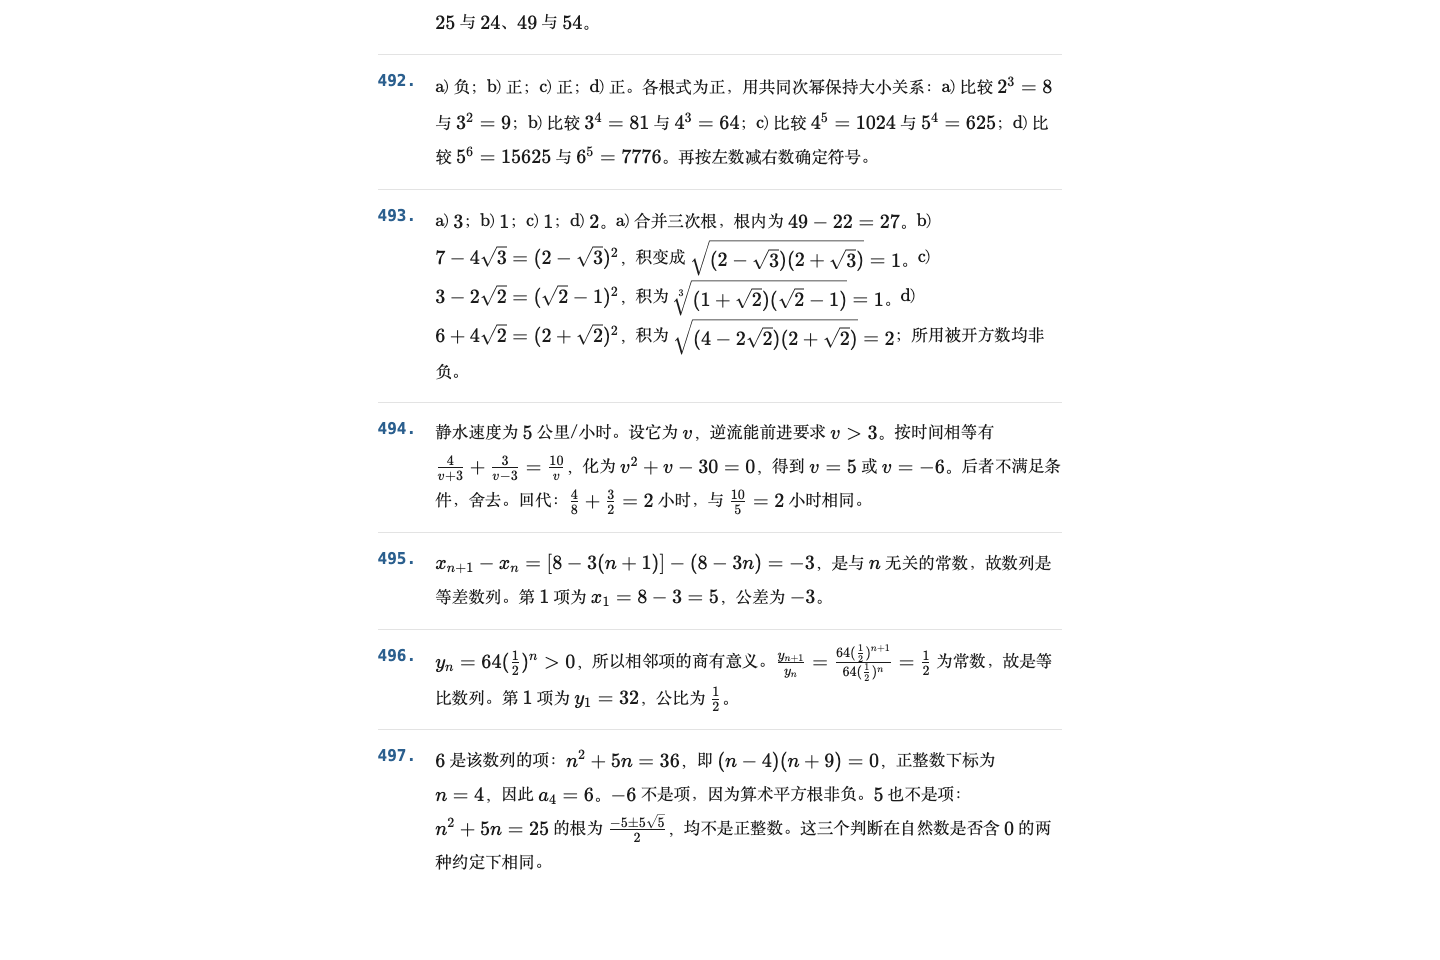 25 与 24、49 与 54。
492. a) 负；b) 正；c) 正；d) 正。各根式为正，用共同次幂保持大小关系：a) 比较 2³ = 8
与 3² = 9；b) 比较 3⁴ = 81 与 4³ = 64；c) 比较 4⁵ = 1024 与 5⁴ = 625；d) 比
较 5⁶ = 15625 与 6⁵ = 7776。再按左数减右数确定符号。
493. a) 3；b) 1；c) 1；d) 2。a) 合并三次根，根内为 49 − 22 = 27。b)
7 − 4√3 = (2 − √3)²，积变成 √((2 − √3)(2 + √3)) = 1。c)
3 − 2√2 = (√2 − 1)²，积为 ∛((1 + √2)(√2 − 1)) = 1。d)
6 + 4√2 = (2 + √2)²，积为 √((4 − 2√2)(2 + √2)) = 2；所用被开方数均非
负。
494. 静水速度为 5 公里/小时。设它为 v，逆流能前进要求 v > 3。按时间相等有
4/(v+3) + 3/(v−3) = 10/v，化为 v² + v − 30 = 0，得到 v = 5 或 v = −6。后者不满足条
件，舍去。回代：4/8 + 3/2 = 2 小时，与 10/5 = 2 小时相同。
495. xₙ₊₁ − xₙ = [8 − 3(n + 1)] − (8 − 3n) = −3，是与 n 无关的常数，故数列是
等差数列。第 1 项为 x₁ = 8 − 3 = 5，公差为 −3。
496. yₙ = 64(1/2)ⁿ > 0，所以相邻项的商有意义。yₙ₊₁/yₙ = 64(1/2)ⁿ⁺¹/64(1/2)ⁿ = 1/2 为常数，故是等
比数列。第 1 项为 y₁ = 32，公比为 1/2。
497. 6 是该数列的项：n² + 5n = 36，即 (n − 4)(n + 9) = 0，正整数下标为
n = 4，因此 a₄ = 6。−6 不是项，因为算术平方根非负。5 也不是项：
n² + 5n = 25 的根为 (−5±5√5)/2，均不是正整数。这三个判断在自然数是否含 0 的两
种约定下相同。